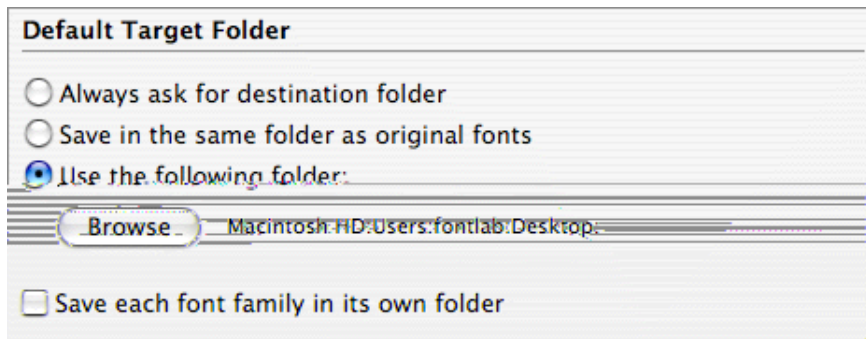 Default Target Folder
Always ask for destination folder
Save in the same folder as original fonts
Use the following folder:
Browse Macintosh HD:Users:fontlab:Desktop:
Save each font family in its own folder